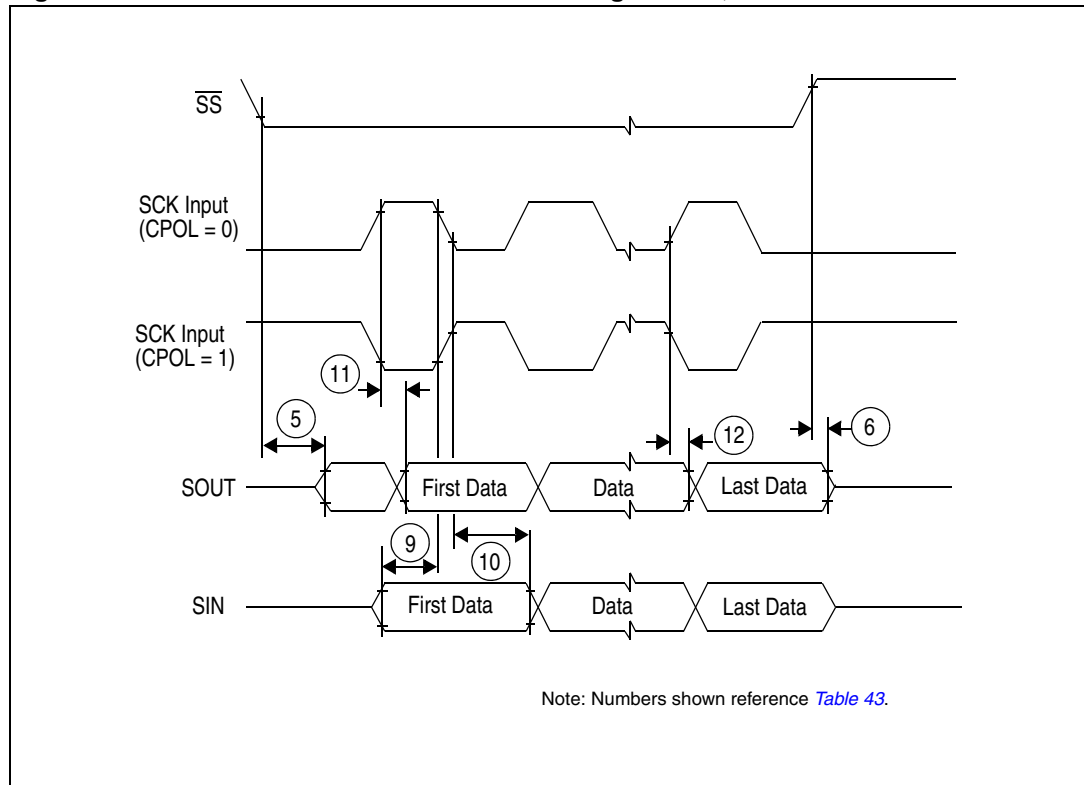 SS
SCK Input
(CPOL = 0)
SCK Input
(CPOL = 1)
11
5
12
6
SOUT
First Data
Data
Last Data
9
10
SIN
First Data
Data
Last Data
Note: Numbers shown reference Table 43.